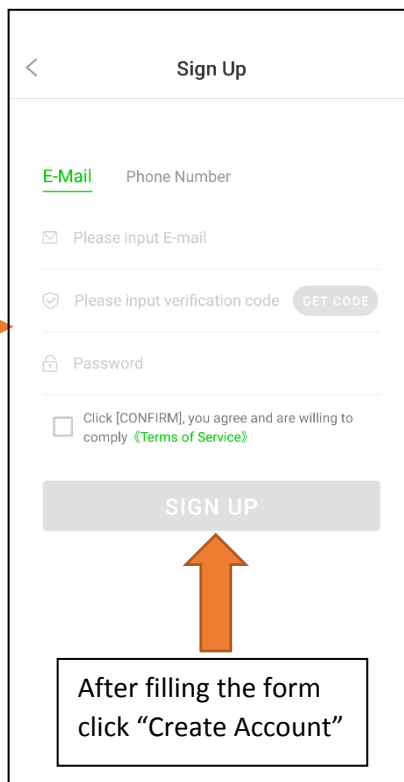 Sign Up
E-Mail Phone Number
Please input E-mail
Please input verification code GET CODE
Password
Click [CONFIRM], you agree and are willing to
comply 《Terms of Service》
SIGN UP
After filling the form
click “Create Account”